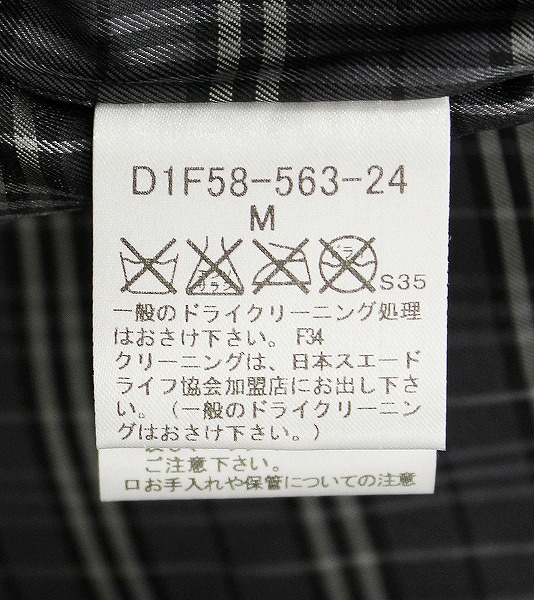 D1F58-563-24
M
S35
一般のドライクリーニング処理
はおさけ下さい。 F34
クリーニングは、日本スエード
ライフ協会加盟店にお出し下さ
い。（一般のドライクリーニン
グはおさけ下さい。）
ご注意下さい。
口お手入れや保管についての注意